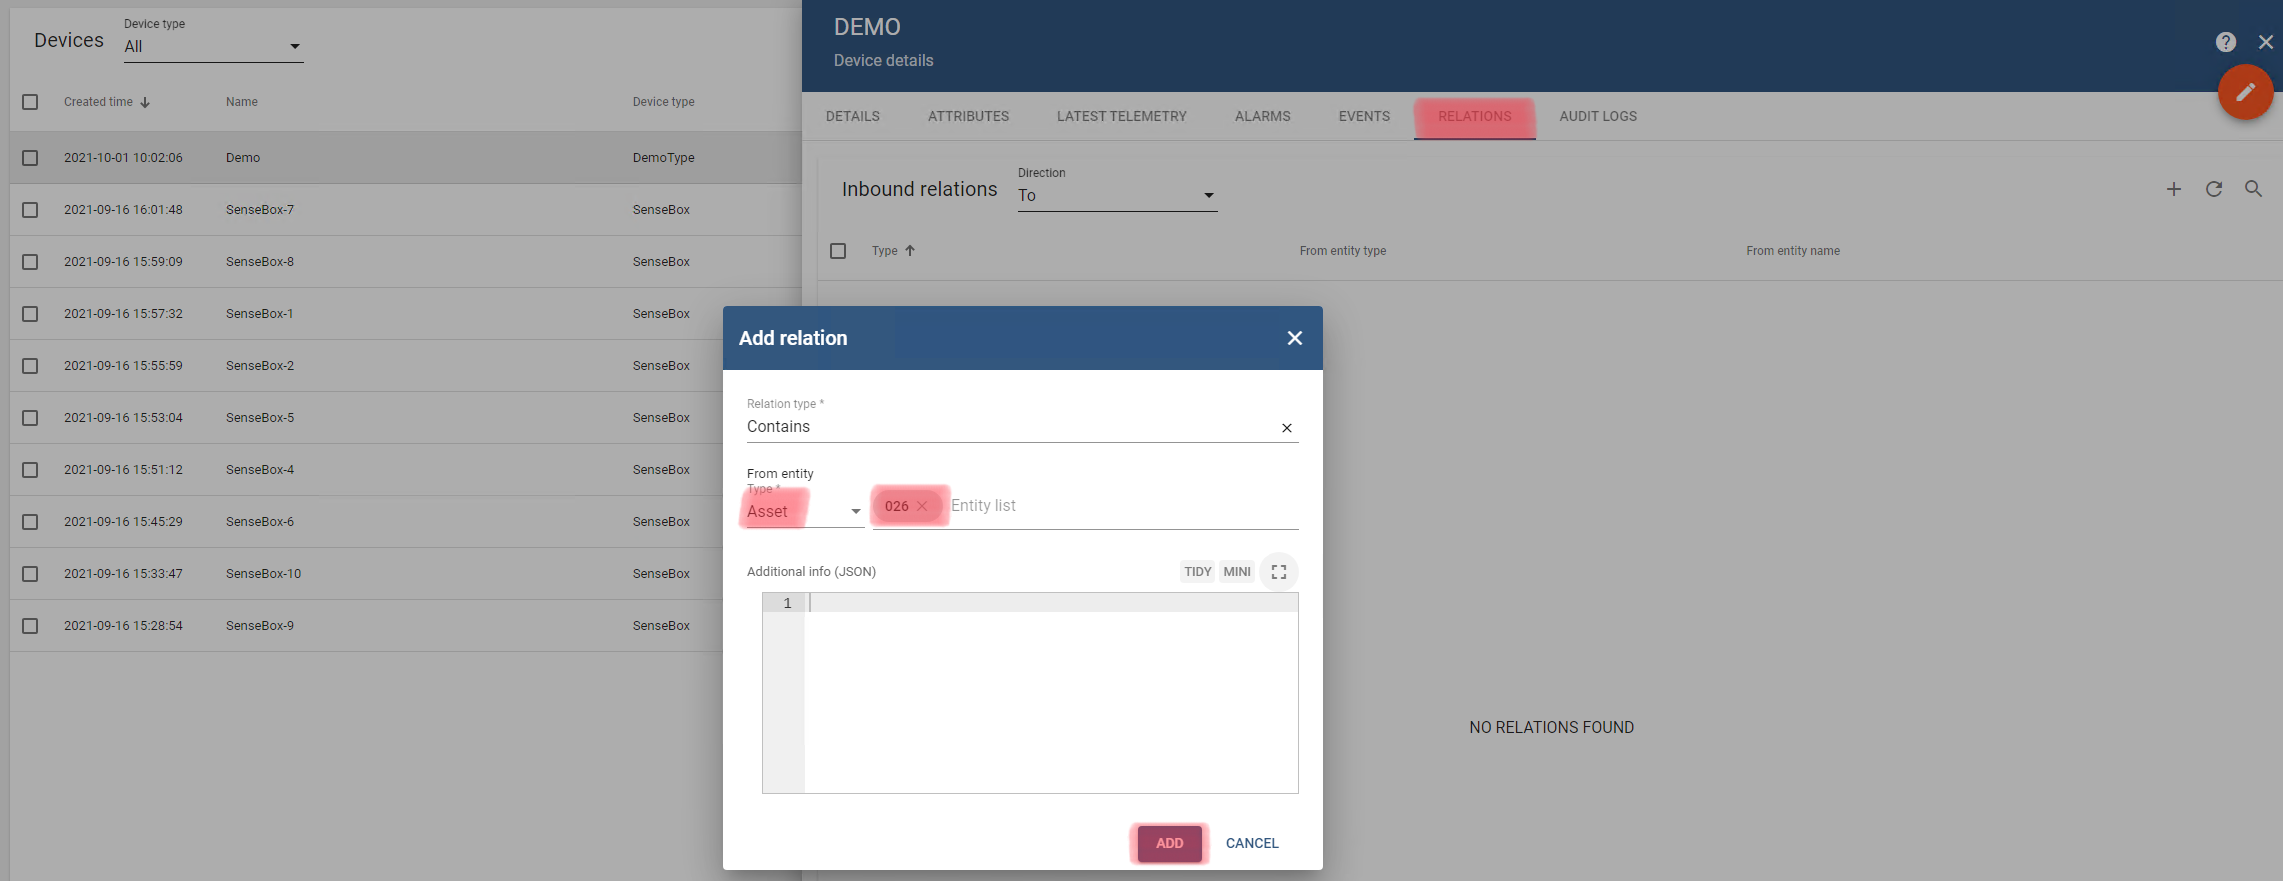 Devices
Device type
All
Created time
Name
Device type
2021-10-01 10:02:06 Demo DemoType
2021-09-16 16:01:48 SenseBox-7 SenseBox
2021-09-16 15:59:09 SenseBox-8 SenseBox
2021-09-16 15:57:32 SenseBox-1 SenseBox
2021-09-16 15:55:59 SenseBox-2 SenseBox
2021-09-16 15:53:04 SenseBox-5 SenseBox
2021-09-16 15:51:12 SenseBox-4 SenseBox
2021-09-16 15:45:29 SenseBox-6 SenseBox
2021-09-16 15:33:47 SenseBox-10 SenseBox
2021-09-16 15:28:54 SenseBox-9 SenseBox
DEMO
Device details
DETAILS ATTRIBUTES LATEST TELEMETRY ALARMS EVENTS RELATIONS AUDIT LOGS
Inbound relations
Direction
To
Type From entity type From entity name
NO RELATIONS FOUND
Add relation
Relation type *
Contains
From entity
Type *
Asset
026 Entity list
Additional info (JSON) TIDY MINI
1
ADD CANCEL